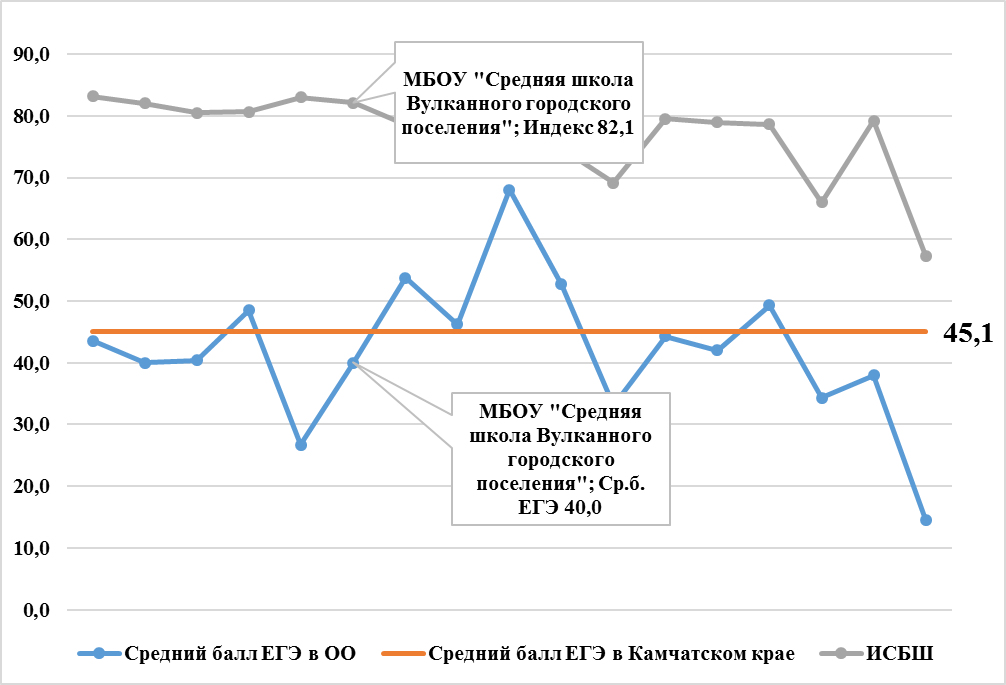 90,0
МБОУ "Средняя школа
Вулканного городского
поселения"; Индекс 82,1
80,0
70,0
60,0
50,0
45,1
40,0
МБОУ "Средняя
школа Вулканного
городского
поселения"; Ср.б.
ЕГЭ 40,0
30,0
20,0
10,0
0,0
Средний балл ЕГЭ в ОО
Средний балл ЕГЭ в Камчатском крае
ИСБШ